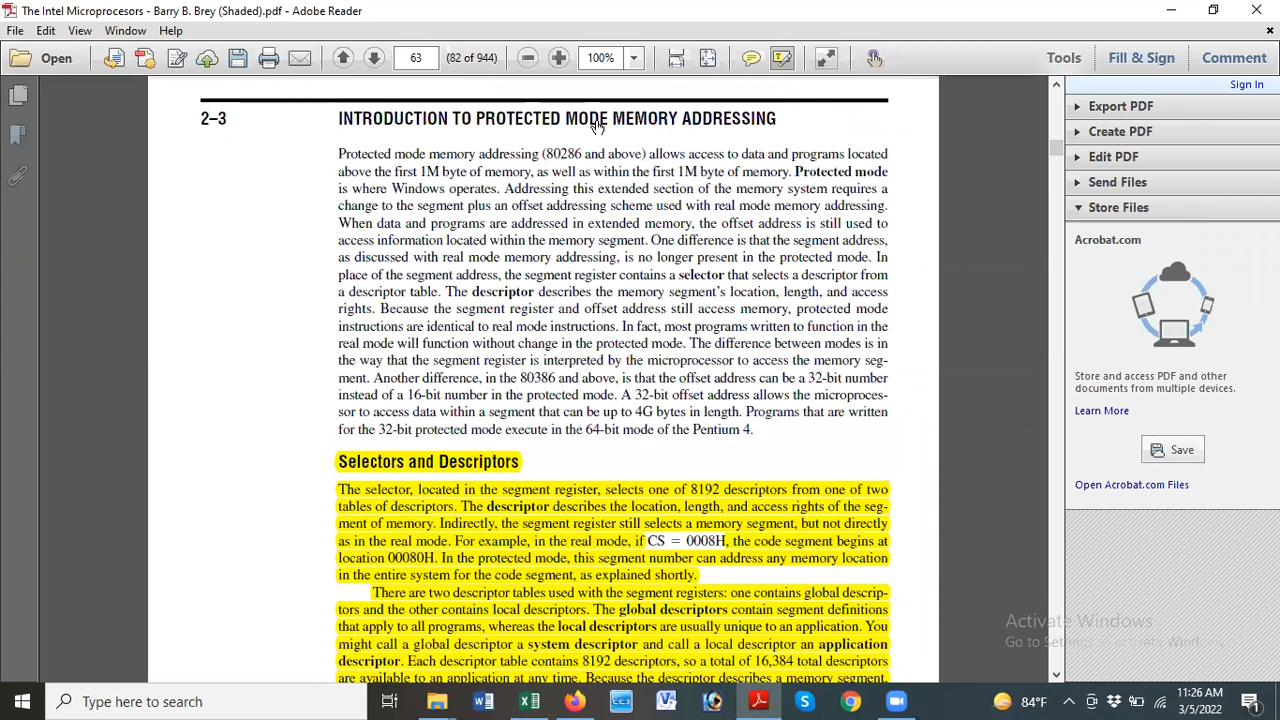 The Intel Microprocesors - Barry B. Brey (Shaded).pdf - Adobe Reader
File Edit View Window Help
Open 63 (82 of 944) 100% Tools Fill & Sign Comment
Sign In
Export PDF
Create PDF
Edit PDF
Send Files
Store Files
Acrobat.com
Store and access PDF and other
documents from multiple devices.
Learn More
Save
Open Acrobat.com Files
2–3 INTRODUCTION TO PROTECTED MODE MEMORY ADDRESSING
Protected mode memory addressing (80286 and above) allows access to data and programs located
above the first 1M byte of memory, as well as within the first 1M byte of memory. Protected mode
is where Windows operates. Addressing this extended section of the memory system requires a
change to the segment plus an offset addressing scheme used with real mode memory addressing.
When data and programs are addressed in extended memory, the offset address is still used to
access information located within the memory segment. One difference is that the segment address,
as discussed with real mode memory addressing, is no longer present in the protected mode. In
place of the segment address, the segment register contains a selector that selects a descriptor from
a descriptor table. The descriptor describes the memory segment's location, length, and access
rights. Because the segment register and offset address still access memory, protected mode
instructions are identical to real mode instructions. In fact, most programs written to function in the
real mode will function without change in the protected mode. The difference between modes is in
the way that the segment register is interpreted by the microprocessor to access the memory seg-
ment. Another difference, in the 80386 and above, is that the offset address can be a 32-bit number
instead of a 16-bit number in the protected mode. A 32-bit offset address allows the microproces-
sor to access data within a segment that can be up to 4G bytes in length. Programs that are written
for the 32-bit protected mode execute in the 64-bit mode of the Pentium 4.
Selectors and Descriptors
The selector, located in the segment register, selects one of 8192 descriptors from one of two
tables of descriptors. The descriptor describes the location, length, and access rights of the seg-
ment of memory. Indirectly, the segment register still selects a memory segment, but not directly
as in the real mode. For example, in the real mode, if CS = 0008H, the code segment begins at
location 00080H. In the protected mode, this segment number can address any memory location
in the entire system for the code segment, as explained shortly.
There are two descriptor tables used with the segment registers: one contains global descrip-
tors and the other contains local descriptors. The global descriptors contain segment definitions
that apply to all programs, whereas the local descriptors are usually unique to an application. You
might call a global descriptor a system descriptor and call a local descriptor an application
descriptor. Each descriptor table contains 8192 descriptors, so a total of 16,384 total descriptors
are available to an application at any time. Because the descriptor describes a memory segment,
Activate Windows
Go to Settings to activate Windows.
Type here to search
84°F
11:26 AM
3/5/2022